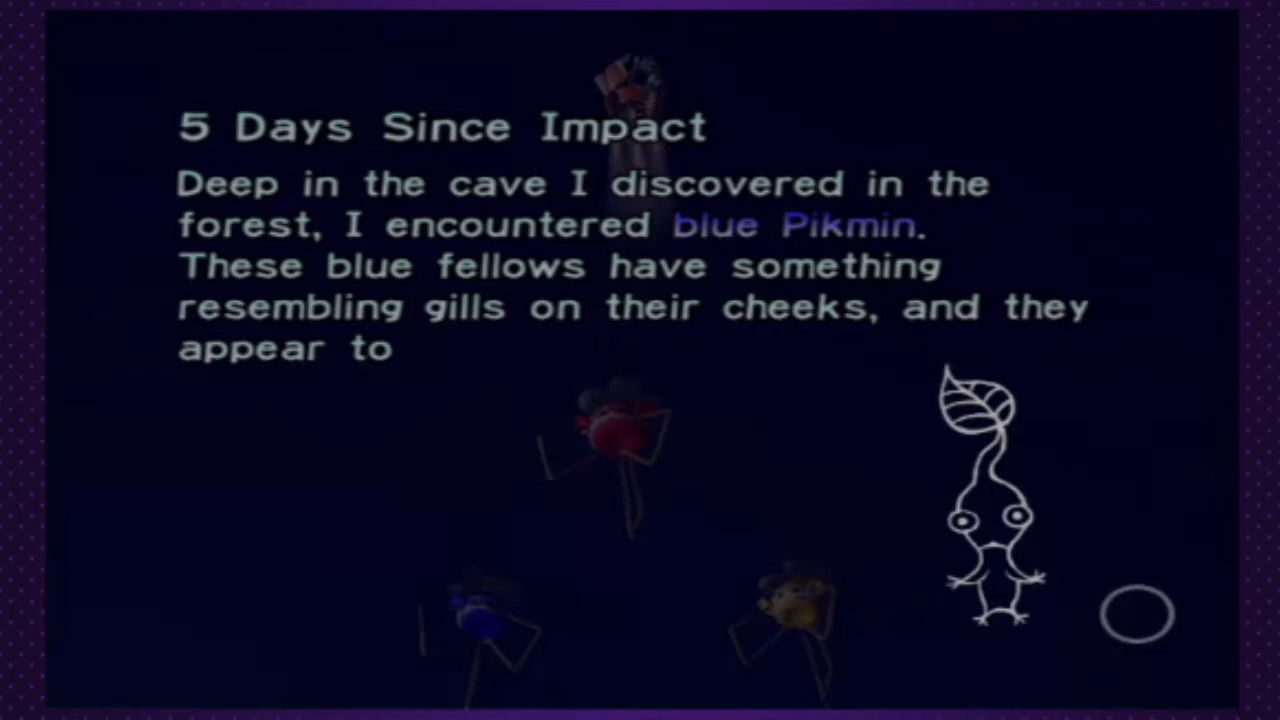 5 Days Since Impact
Deep in the cave I discovered in the
forest, I encountered blue Pikmin.
These blue fellows have something
resembling gills on their cheeks, and they
appear to